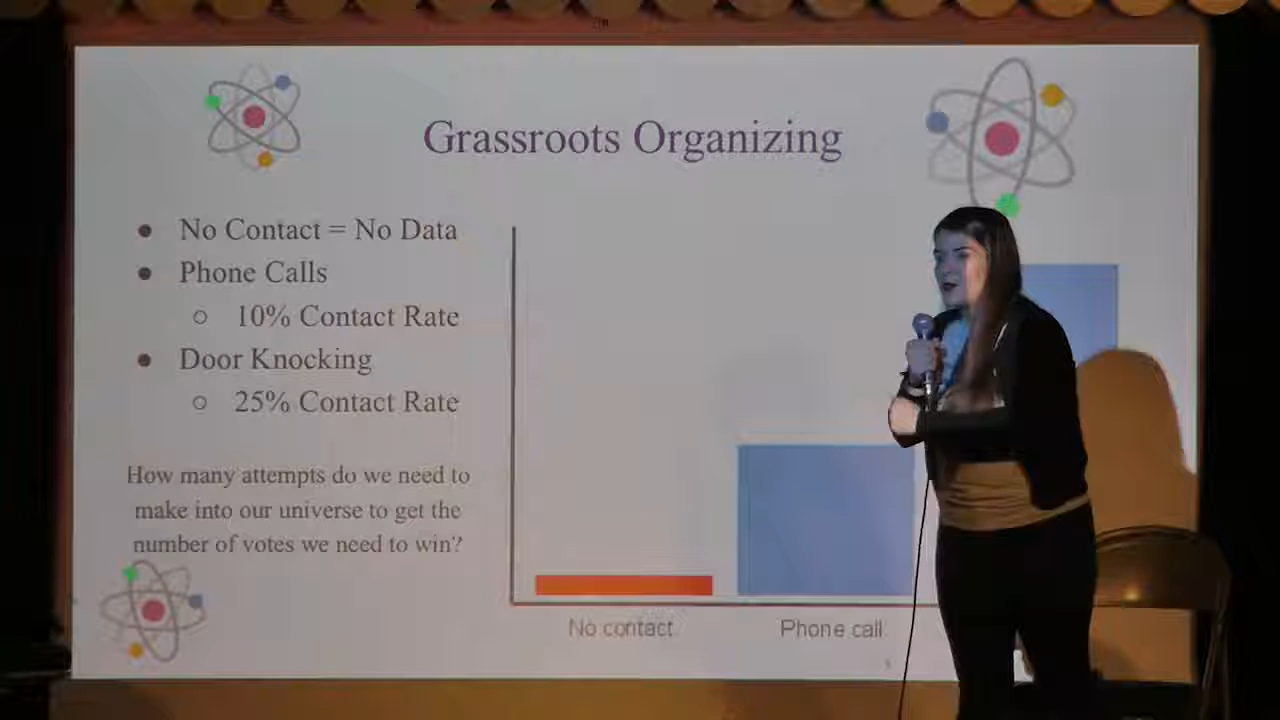 Grassroots Organizing
No Contact = No Data
Phone Calls
10% Contact Rate
Door Knocking
25% Contact Rate
How many attempts do we need to
make into our universe to get the
number of votes we need to win?
No contact
Phone call